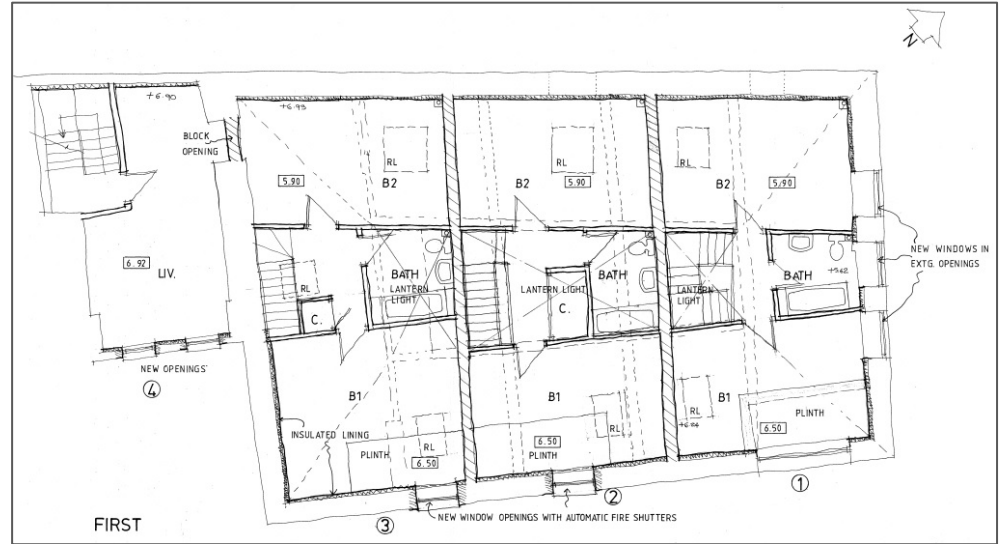 N
+6.90
+6.93
BLOCK
OPENING
RL
RL
RL
5.90
5.90
5.90
B2
B2
B2
6.92
LIV.
NEW WINDOWS IN
EXTG. OPENINGS
BATH
LANTERN
LIGHT
RL
C.
BATH
LANTERN LIGHT
C.
BATH
LANTERN
LIGHT
NEW OPENINGS
④
B1
B1
B1
INSULATED LINING
PLINTH
RL
6.50
PLINTH
6.50
RL
RL
PLINTH
6.50
③
②
①
NEW WINDOW OPENINGS WITH AUTOMATIC FIRE SHUTTERS
FIRST